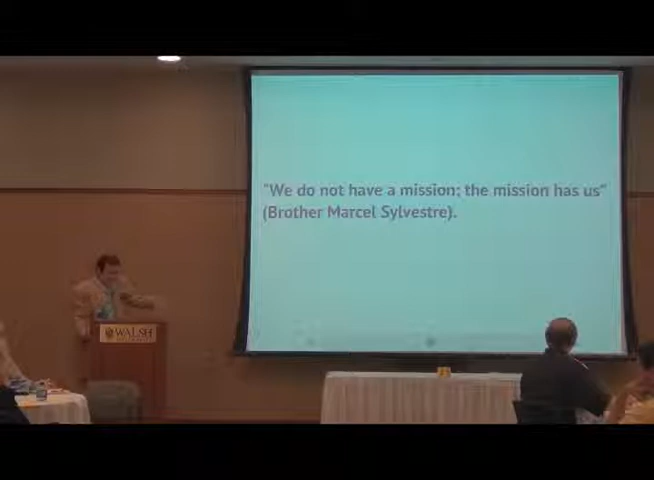 "We do not have a mission; the mission has us"
(Brother Marcel Sylvestre).
WALSH